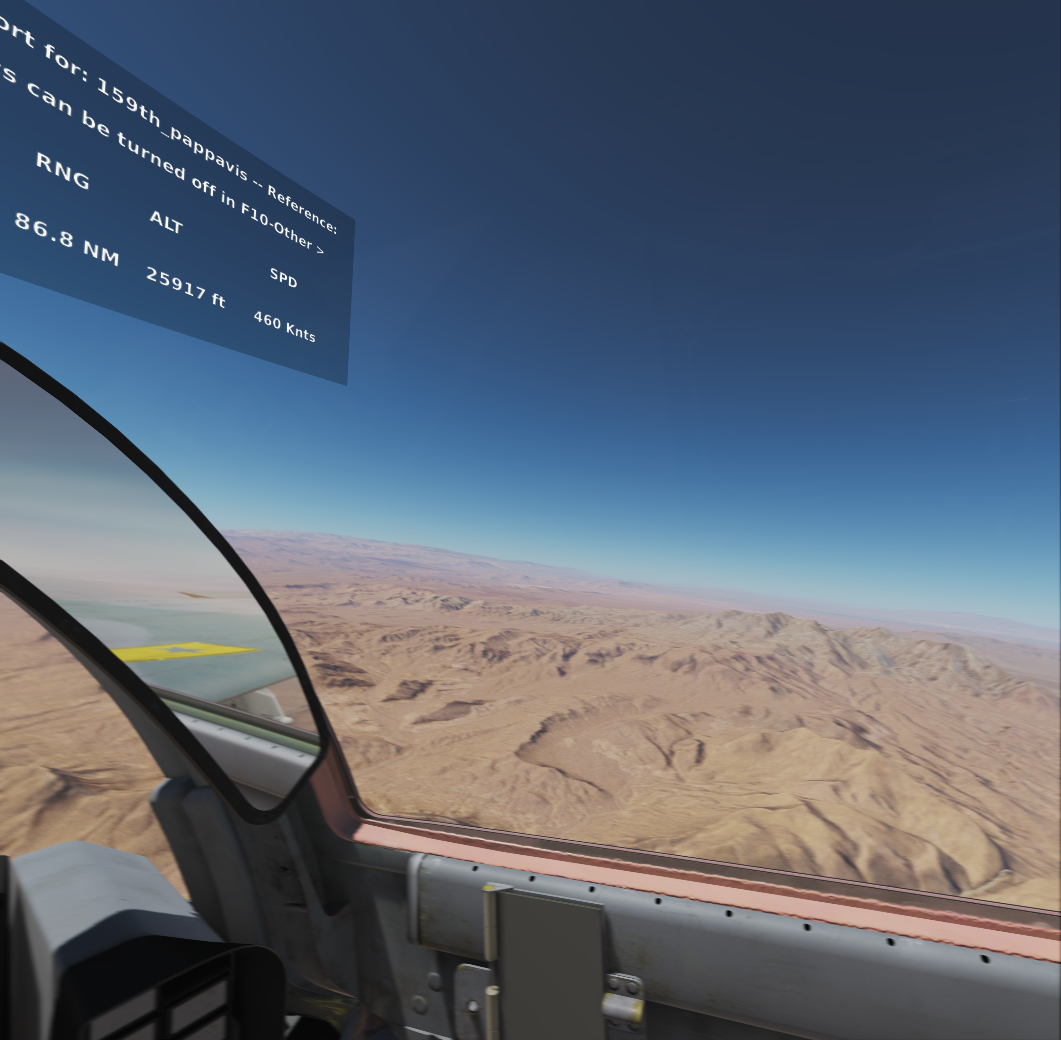 ort for: 159th_pappavis -- Reference:
s can be turned off in F10-Other >
RNG ALT SPD
86.8 NM 25917 ft 460 Knts